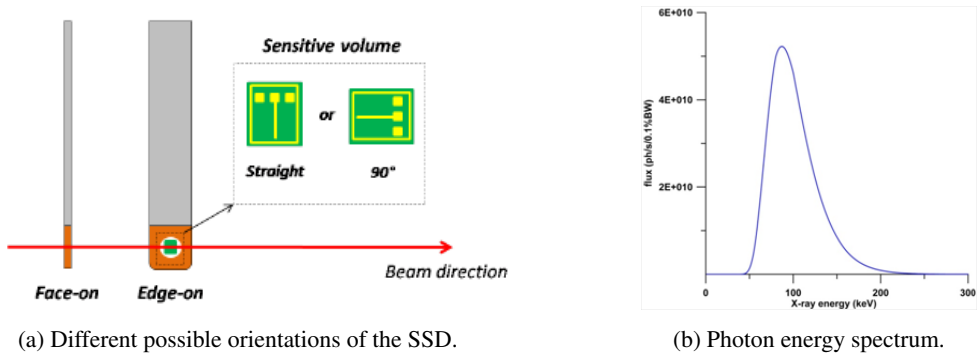 Sensitive volume
or
Straight
90°
Beam direction
Face-on
Edge-on
(a) Different possible orientations of the SSD.
6E+010
4E+010
2E+010
flux (ph/s/0.1%BW)
0
100
200
300
X-ray energy (keV)
(b) Photon energy spectrum.